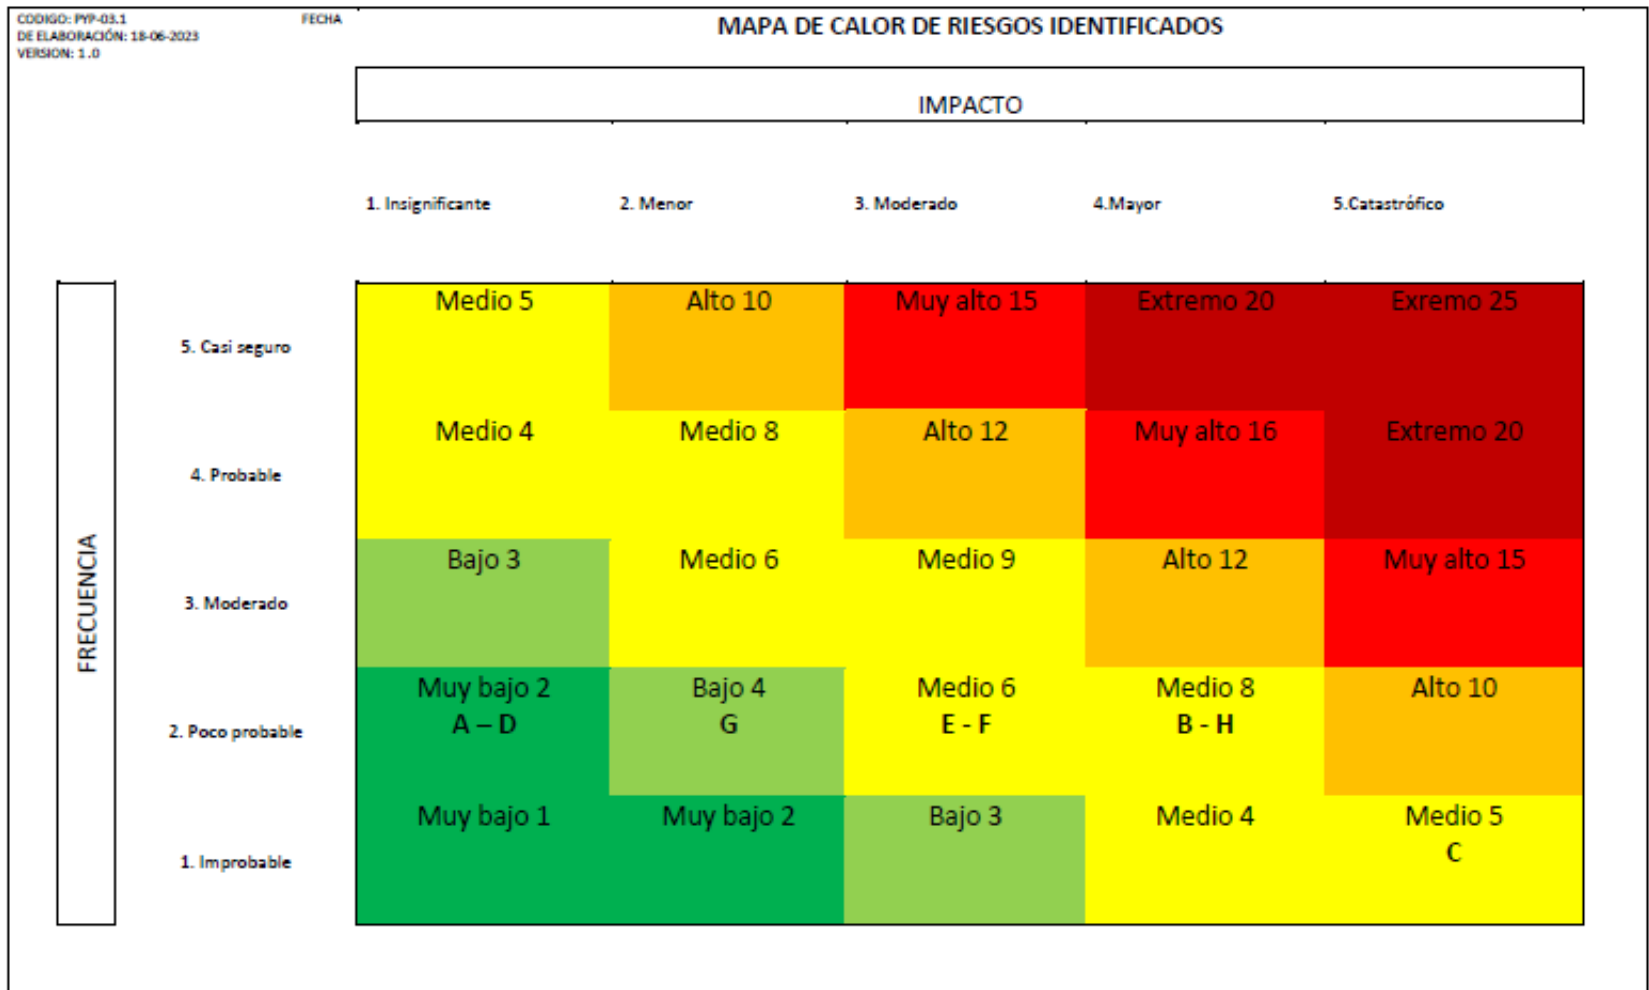 CODIGO: PYP-03.1 FECHA
DE ELABORACIÓN: 18-06-2023
VERSION: 1.0
MAPA DE CALOR DE RIESGOS IDENTIFICADOS
IMPACTO
1. Insignificante 2. Menor 3. Moderado 4.Mayor 5.Catastrófico
FRECUENCIA
5. Casi seguro
Medio 5 Alto 10 Muy alto 15 Extremo 20 Exremo 25
4. Probable
Medio 4 Medio 8 Alto 12 Muy alto 16 Extremo 20
3. Moderado
Bajo 3 Medio 6 Medio 9 Alto 12 Muy alto 15
2. Poco probable
Muy bajo 2 Bajo 4 Medio 6 Medio 8 Alto 10
A – D G E - F B - H
1. Improbable
Muy bajo 1 Muy bajo 2 Bajo 3 Medio 4 Medio 5
C